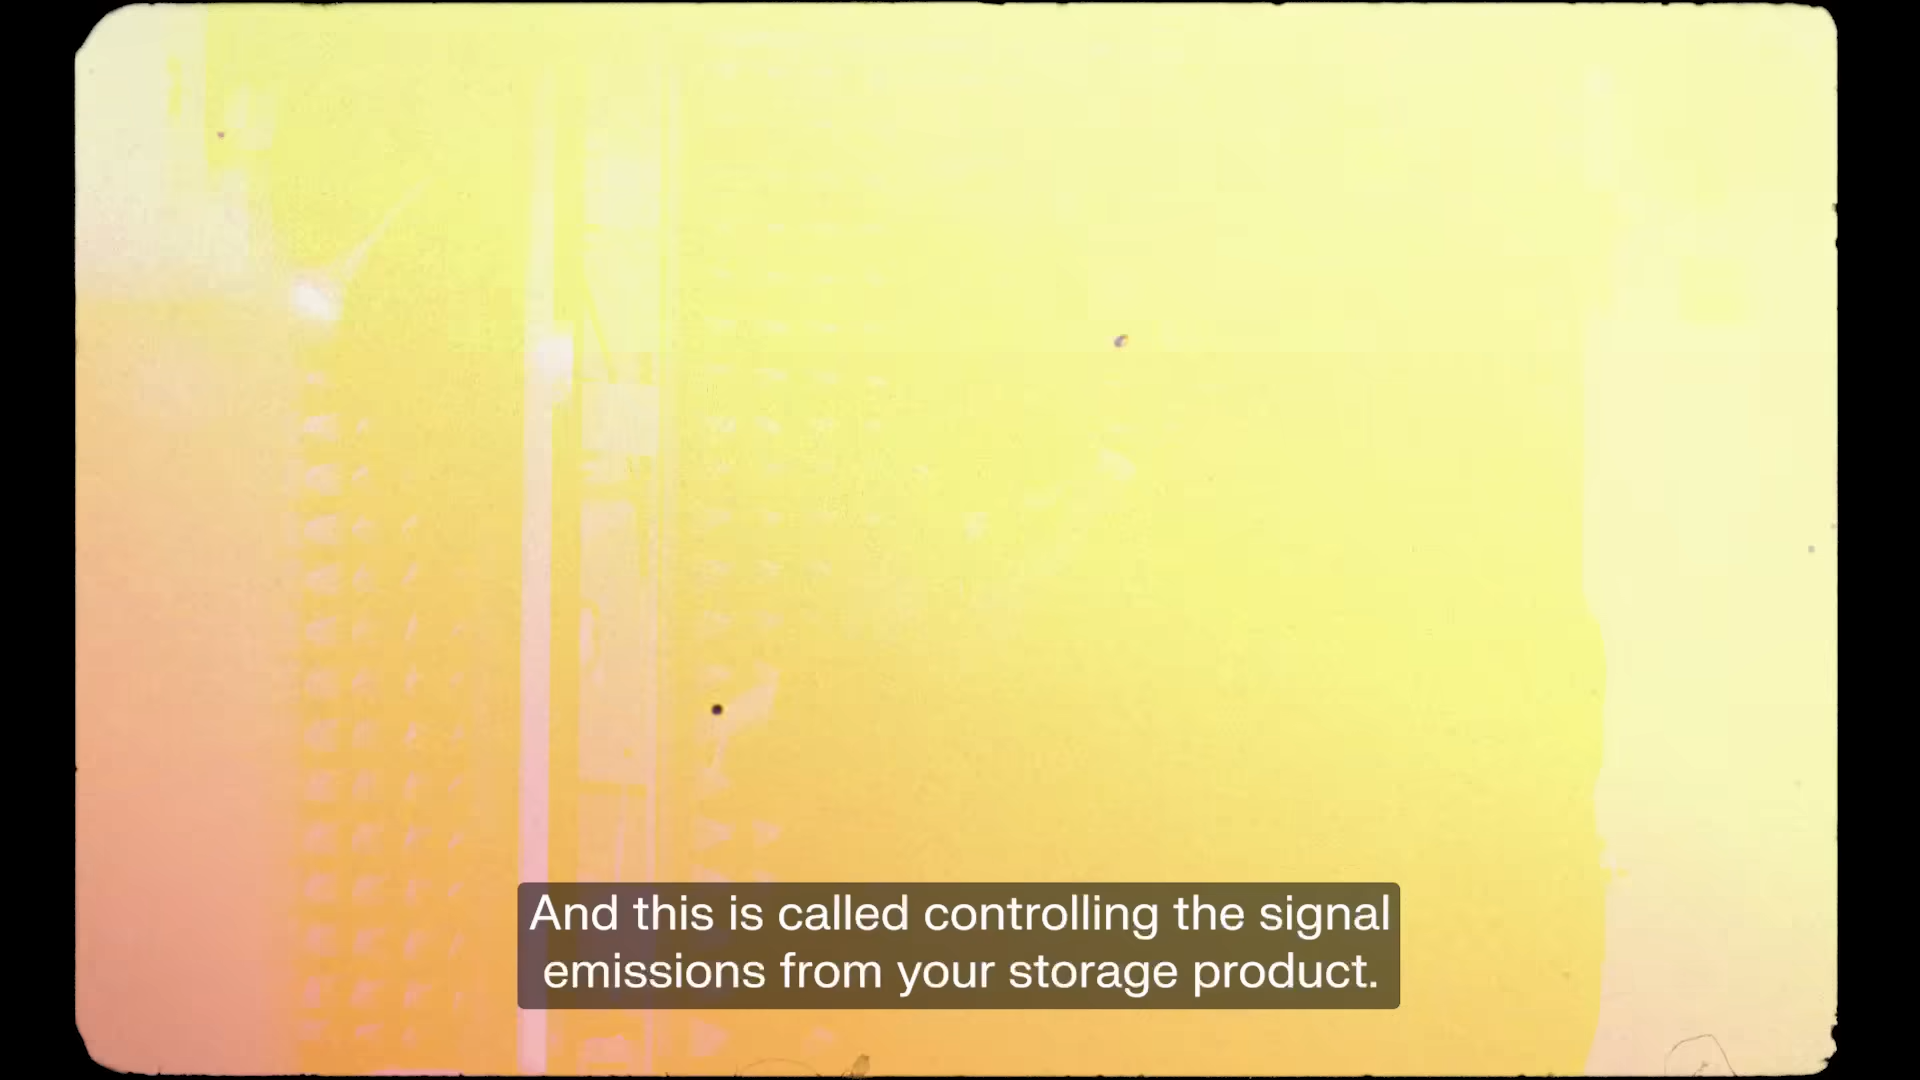 And this is called controlling the signal
emissions from your storage product.